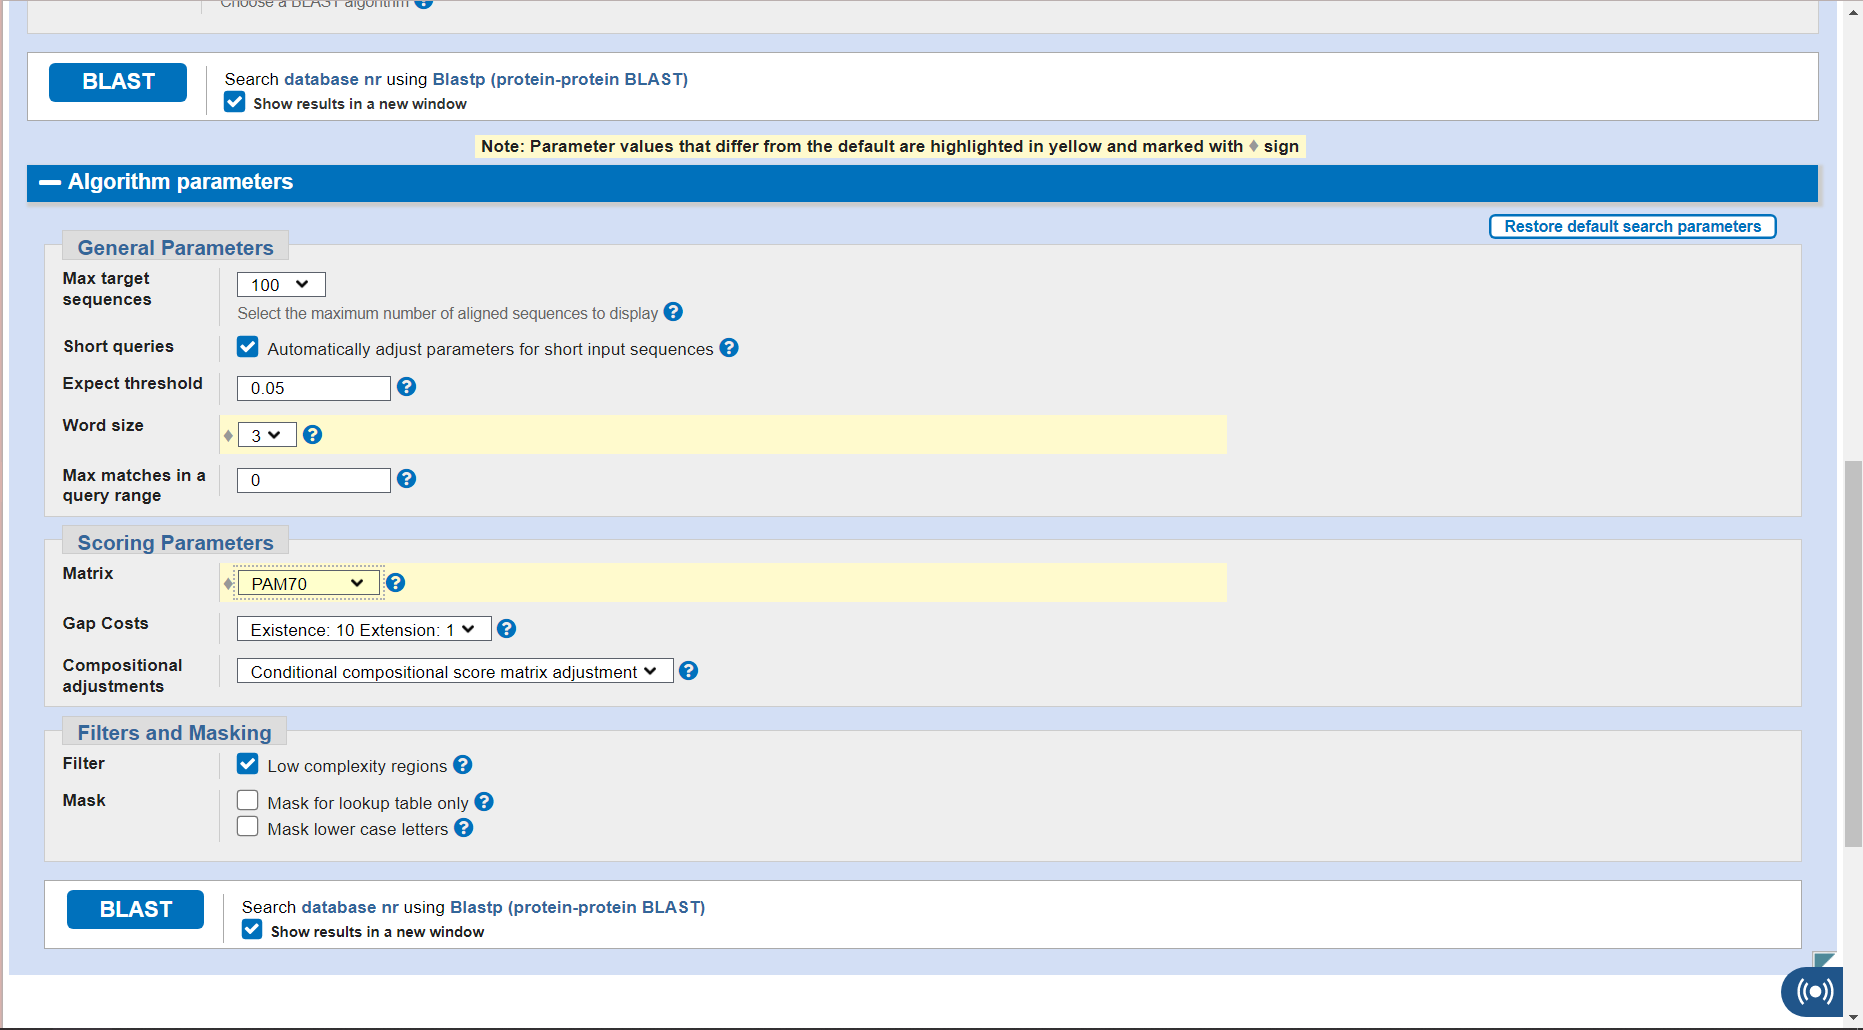 Choose a BLAST algorithm
BLAST
Search database nr using Blastp (protein-protein BLAST)
Show results in a new window
Note: Parameter values that differ from the default are highlighted in yellow and marked with ♦ sign
Algorithm parameters
Restore default search parameters
General Parameters
Max target
sequences
100
Select the maximum number of aligned sequences to display ?
Short queries
Automatically adjust parameters for short input sequences ?
Expect threshold
0.05 ?
Word size
♦ 3 ?
Max matches in a
query range
0 ?
Scoring Parameters
Matrix
♦ PAM70 ?
Gap Costs
Existence: 10 Extension: 1 ?
Compositional
adjustments
Conditional compositional score matrix adjustment ?
Filters and Masking
Filter
Low complexity regions ?
Mask
Mask for lookup table only ?
Mask lower case letters ?
BLAST
Search database nr using Blastp (protein-protein BLAST)
Show results in a new window